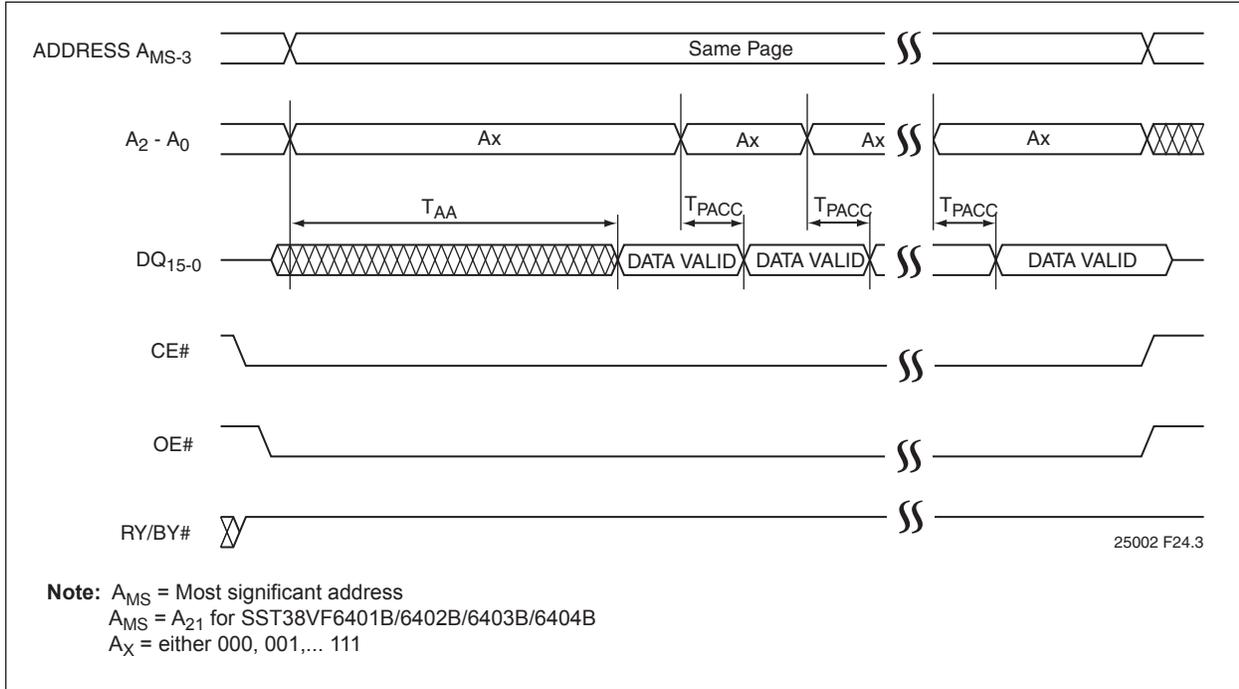 ADDRESS A_MS-3
Same Page
A_2 - A_0
Ax
Ax
Ax
Ax
T_AA
T_PACC
T_PACC
T_PACC
DQ_15-0
DATA VALID
DATA VALID
DATA VALID
CE#
OE#
RY/BY#
25002 F24.3
Note: A_MS = Most significant address
A_MS = A_21 for SST38VF6401B/6402B/6403B/6404B
A_X = either 000, 001,... 111